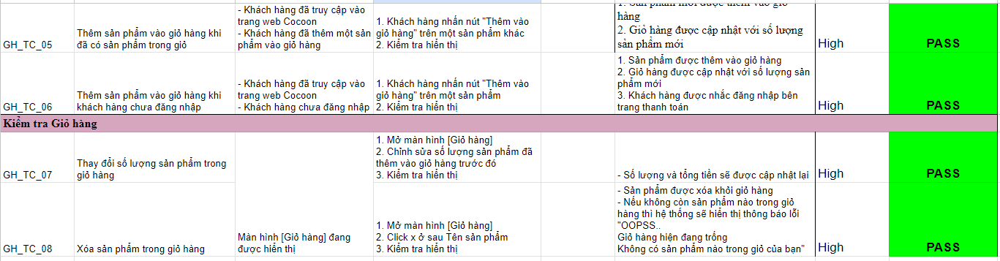 GH_TC_05
Thêm sản phẩm vào giỏ hàng khi
đã có sản phẩm trong giỏ
- Khách hàng đã truy cập vào
trang web Cocoon
- Khách hàng đã thêm một sản
phẩm vào giỏ hàng
1. Khách hàng nhấn nút "Thêm vào
giỏ hàng" trên một sản phẩm khác
2. Kiểm tra hiển thị
1. Sản phẩm mới được thêm vào giỏ
hàng
2. Giỏ hàng được cập nhật với số lượng
sản phẩm mới
High
PASS
GH_TC_06
Thêm sản phẩm vào giỏ hàng khi
khách hàng chưa đăng nhập
- Khách hàng đã truy cập vào
trang web Cocoon
- Khách hàng chưa đăng nhập
1. Khách hàng nhấn nút "Thêm vào
giỏ hàng" trên một sản phẩm
2. Kiểm tra hiển thị
1. Sản phẩm được thêm vào giỏ hàng
2. Giỏ hàng được cập nhật với số lượng sản
phẩm mới
3. Khách hàng được nhắc đăng nhập bên
trang thanh toán
High
PASS
Kiểm tra Giỏ hàng
GH_TC_07
Thay đổi số lượng sản phẩm trong
giỏ hàng
1. Mở màn hình [Giỏ hàng]
2. Chỉnh sửa số lượng sản phẩm đã
thêm vào giỏ hàng trước đó
3. Kiểm tra hiển thị
- Số lượng và tổng tiền sẽ được cập nhật lại
High
PASS
GH_TC_08
Xóa sản phẩm trong giỏ hàng
Màn hình [Giỏ hàng] đang
được hiển thị
1. Mở màn hình [Giỏ hàng]
2. Click x ở sau Tên sản phẩm
3. Kiểm tra hiển thị
- Sản phẩm được xóa khỏi giỏ hàng
- Nếu không còn sản phẩm nào trong giỏ
hàng thì hệ thống sẽ hiển thị thông báo lỗi
"OOPSS..
Giỏ hàng hiện đang trống
Không có sản phẩm nào trong giỏ của bạn"
High
PASS